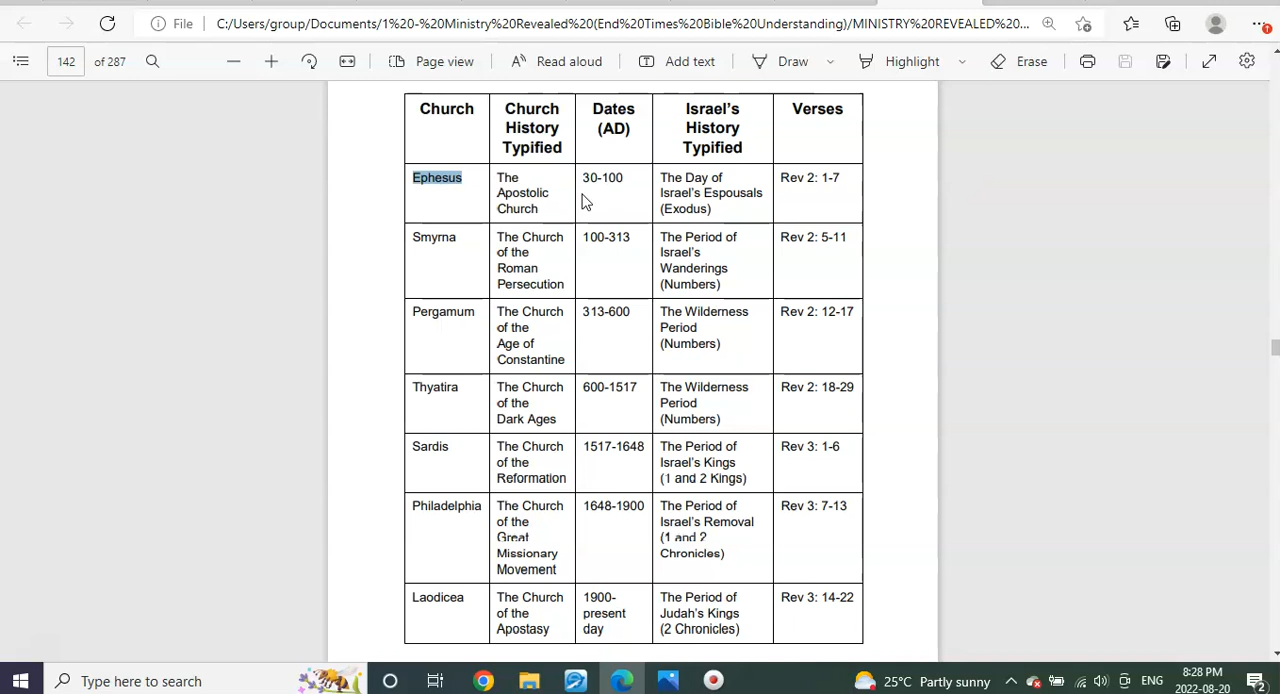 File
C:/Users/group/Documents/1%20-%20Ministry%20Revealed%20(End%20Times%20Bible%20Understanding)/MINISTRY%20REVEALED%20...
142 of 287
Page view
Read aloud
Add text
Draw
Highlight
Erase
Church
Church History Typified
Dates (AD)
Israel's History Typified
Verses
Ephesus
The
Apostolic
Church
30-100
The Day of
Israel's Espousals
(Exodus)
Rev 2: 1-7
Smyrna
The Church
of the
Roman
Persecution
100-313
The Period of
Israel's
Wanderings
(Numbers)
Rev 2: 5-11
Pergamum
The Church
of the
Age of
Constantine
313-600
The Wilderness
Period
(Numbers)
Rev 2: 12-17
Thyatira
The Church
of the
Dark Ages
600-1517
The Wilderness
Period
(Numbers)
Rev 2: 18-29
Sardis
The Church
of the
Reformation
1517-1648
The Period of
Israel's Kings
(1 and 2 Kings)
Rev 3: 1-6
Philadelphia
The Church
of the
Great
Missionary
Movement
1648-1900
The Period of
Israel's Removal
(1 and 2
Chronicles)
Rev 3: 7-13
Laodicea
The Church
of the
Apostasy
1900-
present
day
The Period of
Judah's Kings
(2 Chronicles)
Rev 3: 14-22
Type here to search
25°C Partly sunny
ENG
8:28 PM
2022-08-20
2